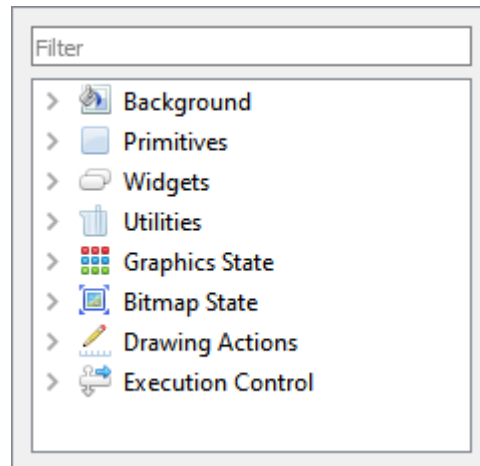 Filter
Background
Primitives
Widgets
Utilities
Graphics State
Bitmap State
Drawing Actions
Execution Control